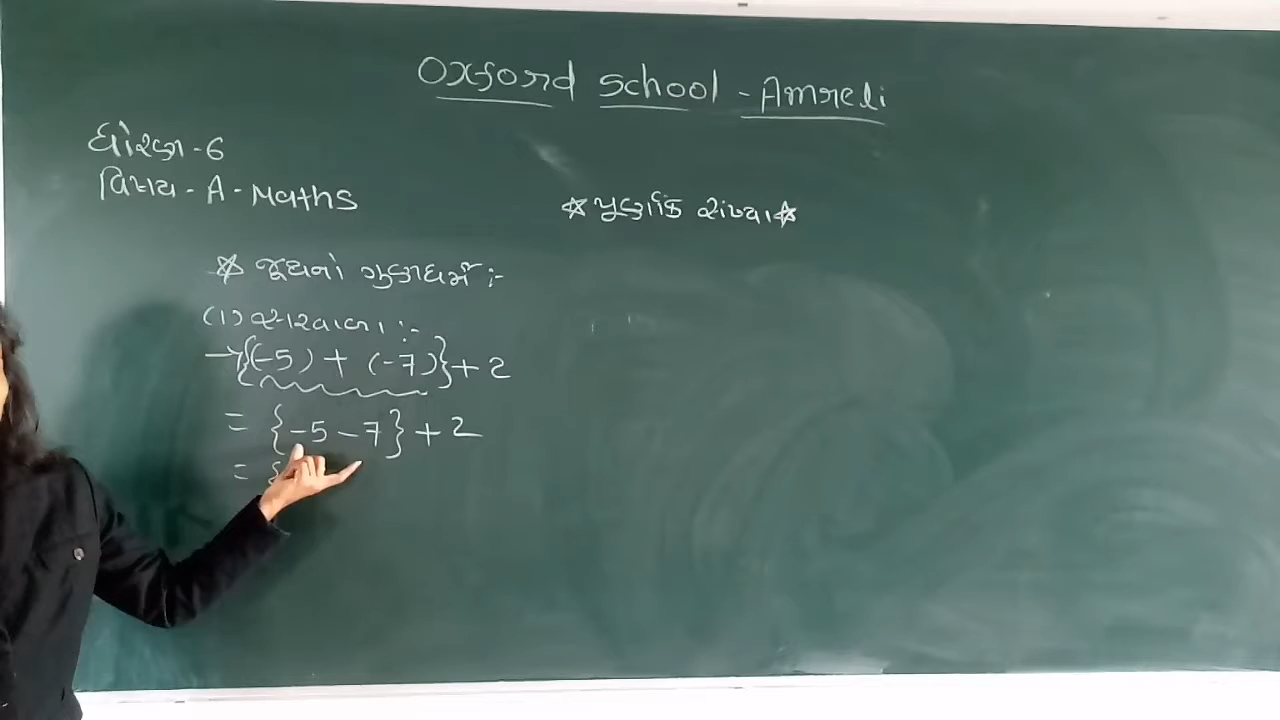 Oxford School - Amreli
ધોરણ - 6
વિષય - A - Maths
* પુર્ણાંક સંખ્યા *
* જૂથનો ગુણધર્મ :-
(1) સરવાળા :-
→ {(-5) + (-7)} + 2
= {-5-7} + 2
= {